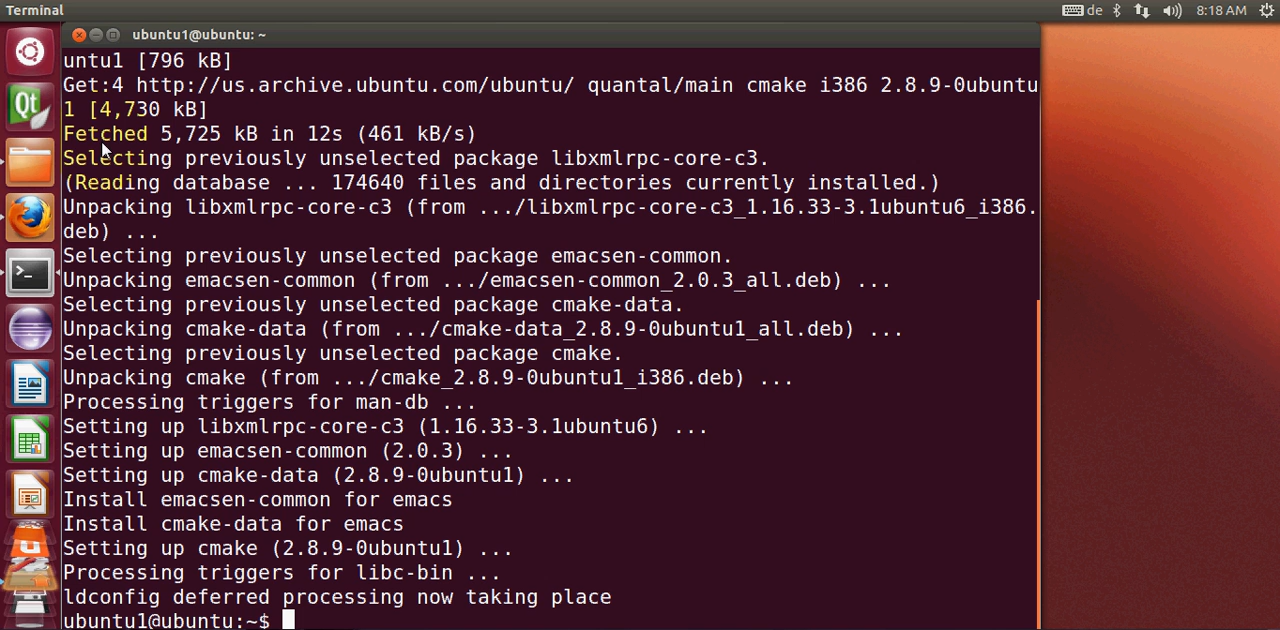 Terminal
de
8:18 AM
ubuntu1@ubuntu: ~
untu1 [796 kB]
Get:4 http://us.archive.ubuntu.com/ubuntu/ quantal/main cmake i386 2.8.9-0ubuntu
1 [4,730 kB]
Fetched 5,725 kB in 12s (461 kB/s)
Selecting previously unselected package libxmlrpc-core-c3.
(Reading database ... 174640 files and directories currently installed.)
Unpacking libxmlrpc-core-c3 (from .../libxmlrpc-core-c3_1.16.33-3.1ubuntu6_i386.
deb) ...
Selecting previously unselected package emacsen-common.
Unpacking emacsen-common (from .../emacsen-common_2.0.3_all.deb) ...
Selecting previously unselected package cmake-data.
Unpacking cmake-data (from .../cmake-data_2.8.9-0ubuntu1_all.deb) ...
Selecting previously unselected package cmake.
Unpacking cmake (from .../cmake_2.8.9-0ubuntu1_i386.deb) ...
Processing triggers for man-db ...
Setting up libxmlrpc-core-c3 (1.16.33-3.1ubuntu6) ...
Setting up emacsen-common (2.0.3) ...
Setting up cmake-data (2.8.9-0ubuntu1) ...
Install emacsen-common for emacs
Install cmake-data for emacs
Setting up cmake (2.8.9-0ubuntu1) ...
Processing triggers for libc-bin ...
ldconfig deferred processing now taking place
ubuntu1@ubuntu:~$
Qt
>_
u